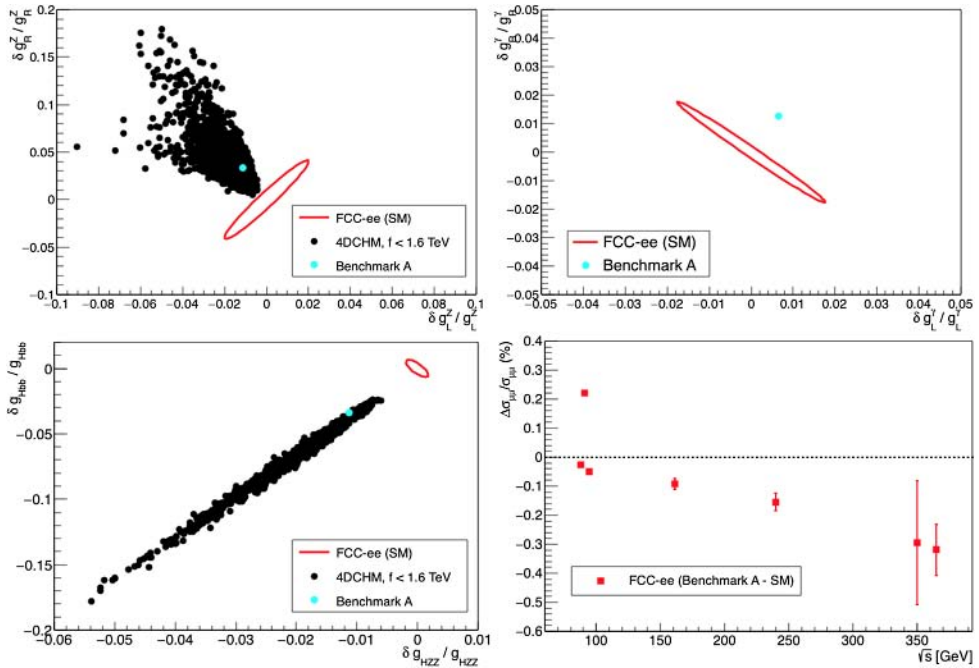 δ g_R^Z / g_R^Z
0.2
0.15
0.1
0.05
0
−0.05
−0.1
FCC-ee (SM)
4DCHM, f < 1.6 TeV
Benchmark A
−0.1 −0.08 −0.06 −0.04 −0.02 0 0.02 0.04 0.06 0.08 0.1
δ g_L^Z / g_L^Z
δ g_R^γ / g_R^γ
0.05
0.04
0.03
0.02
0.01
0
−0.01
−0.02
−0.03
−0.04
−0.05
FCC-ee (SM)
Benchmark A
−0.05 −0.04 −0.03 −0.02 −0.01 0 0.01 0.02 0.03 0.04 0.05
δ g_L^γ / g_L^γ
δ g_Hbb / g_Hbb
0
−0.05
−0.1
−0.15
−0.2
FCC-ee (SM)
4DCHM, f < 1.6 TeV
Benchmark A
−0.06 −0.05 −0.04 −0.03 −0.02 −0.01 0 0.01
δ g_HZZ / g_HZZ
Δσ_μμ/σ_μμ (%)
0.4
0.3
0.2
0.1
0
−0.1
−0.2
−0.3
−0.4
−0.5
−0.6
FCC-ee (Benchmark A - SM)
100 150 200 250 300 350
√s [GeV]